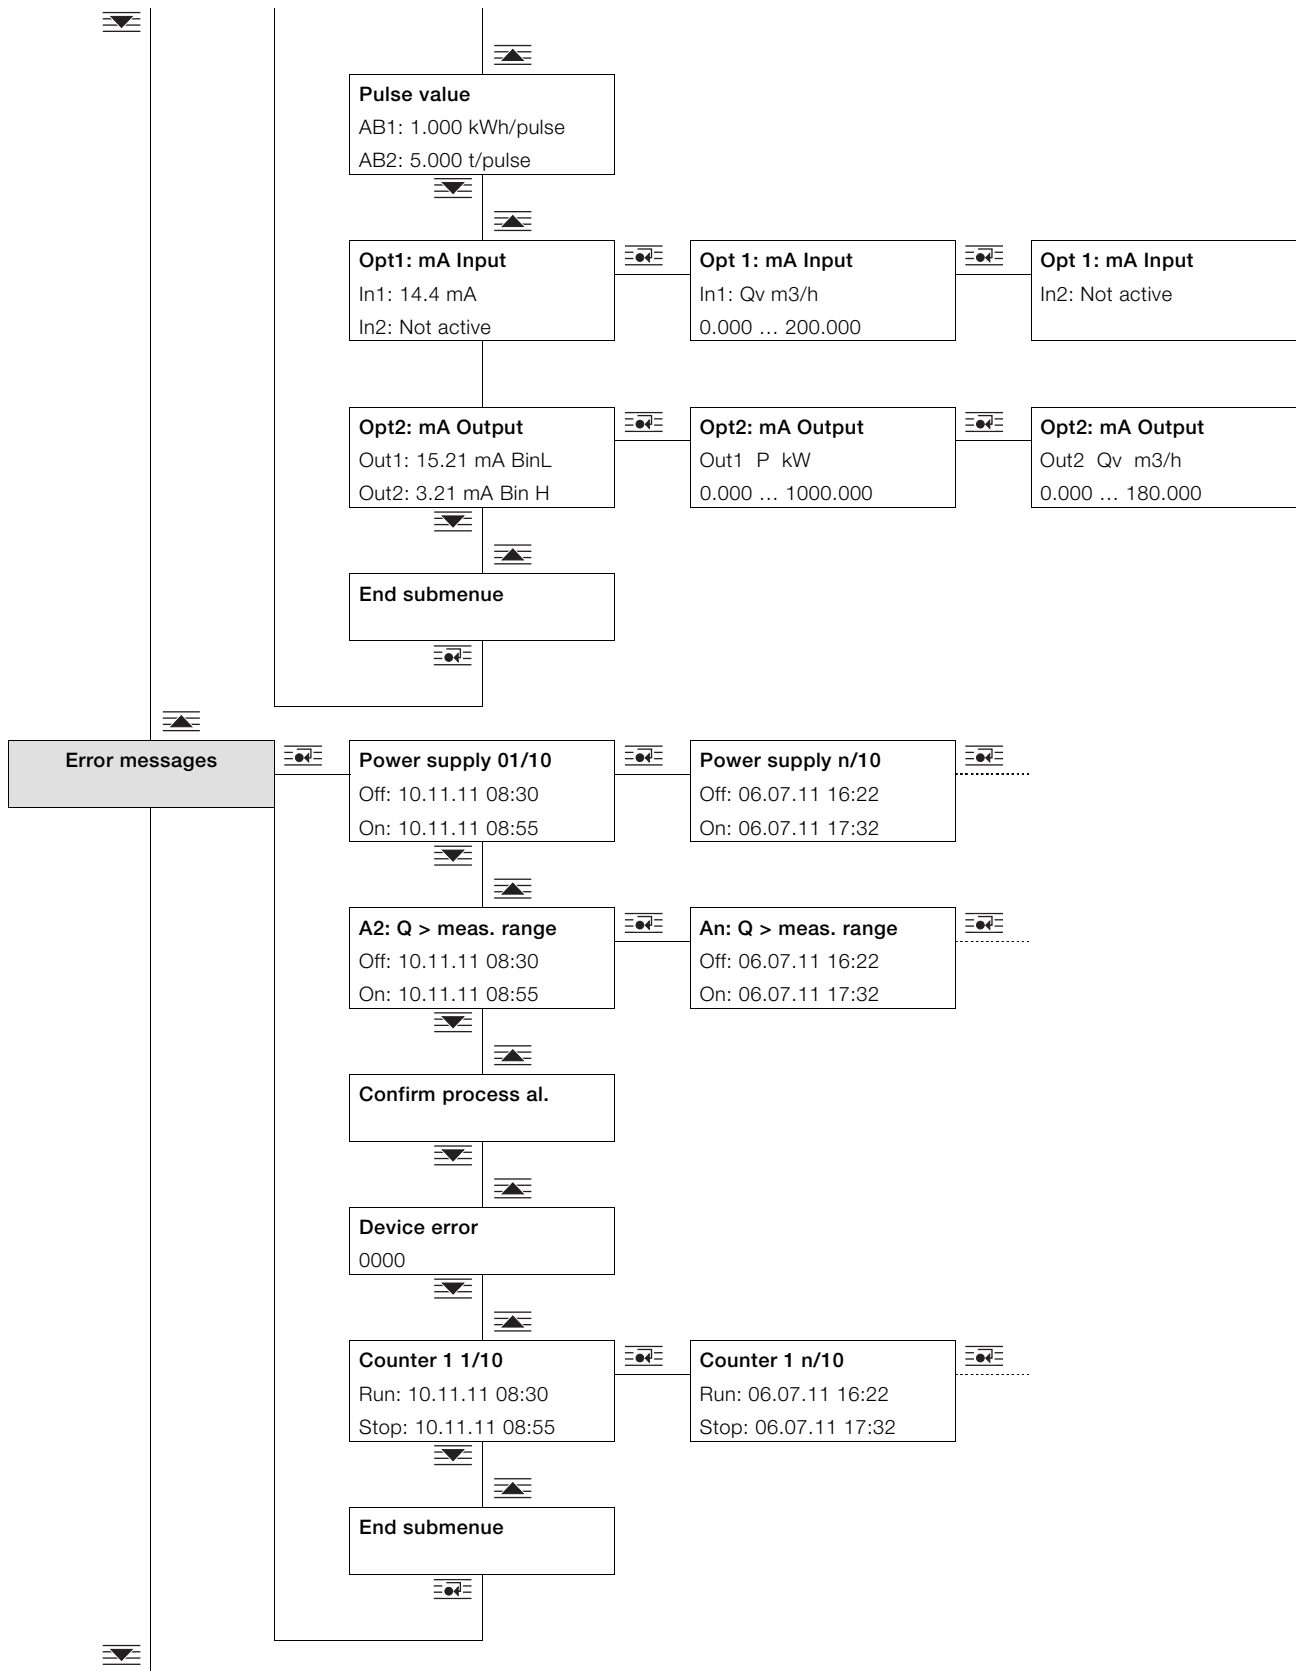 Pulse value
AB1: 1.000 kWh/pulse
AB2: 5.000 t/pulse
Opt1: mA Input
In1: 14.4 mA
In2: Not active
Opt 1: mA Input
In1: Qv m3/h
0.000 … 200.000
Opt 1: mA Input
In2: Not active
Opt2: mA Output
Out1: 15.21 mA BinL
Out2: 3.21 mA Bin H
Opt2: mA Output
Out1 P kW
0.000 … 1000.000
Opt2: mA Output
Out2 Qv m3/h
0.000 … 180.000
End submenue
Error messages
Power supply 01/10
Off: 10.11.11 08:30
On: 10.11.11 08:55
Power supply n/10
Off: 06.07.11 16:22
On: 06.07.11 17:32
A2: Q > meas. range
Off: 10.11.11 08:30
On: 10.11.11 08:55
An: Q > meas. range
Off: 06.07.11 16:22
On: 06.07.11 17:32
Confirm process al.
Device error
0000
Counter 1 1/10
Run: 10.11.11 08:30
Stop: 10.11.11 08:55
Counter 1 n/10
Run: 06.07.11 16:22
Stop: 06.07.11 17:32
End submenue